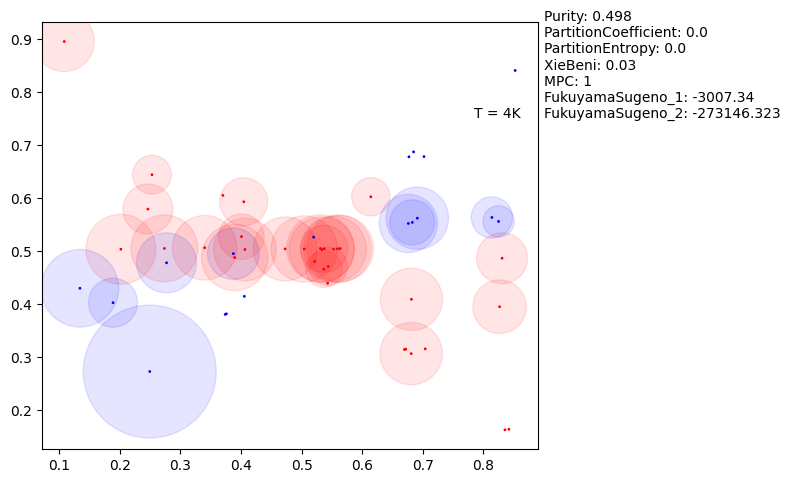 Purity: 0.498
PartitionCoefficient: 0.0
PartitionEntropy: 0.0
XieBeni: 0.03
MPC: 1
FukuyamaSugeno_1: -3007.34
FukuyamaSugeno_2: -273146.323
T = 4K
0.9
0.8
0.7
0.6
0.5
0.4
0.3
0.2
0.1 0.2 0.3 0.4 0.5 0.6 0.7 0.8